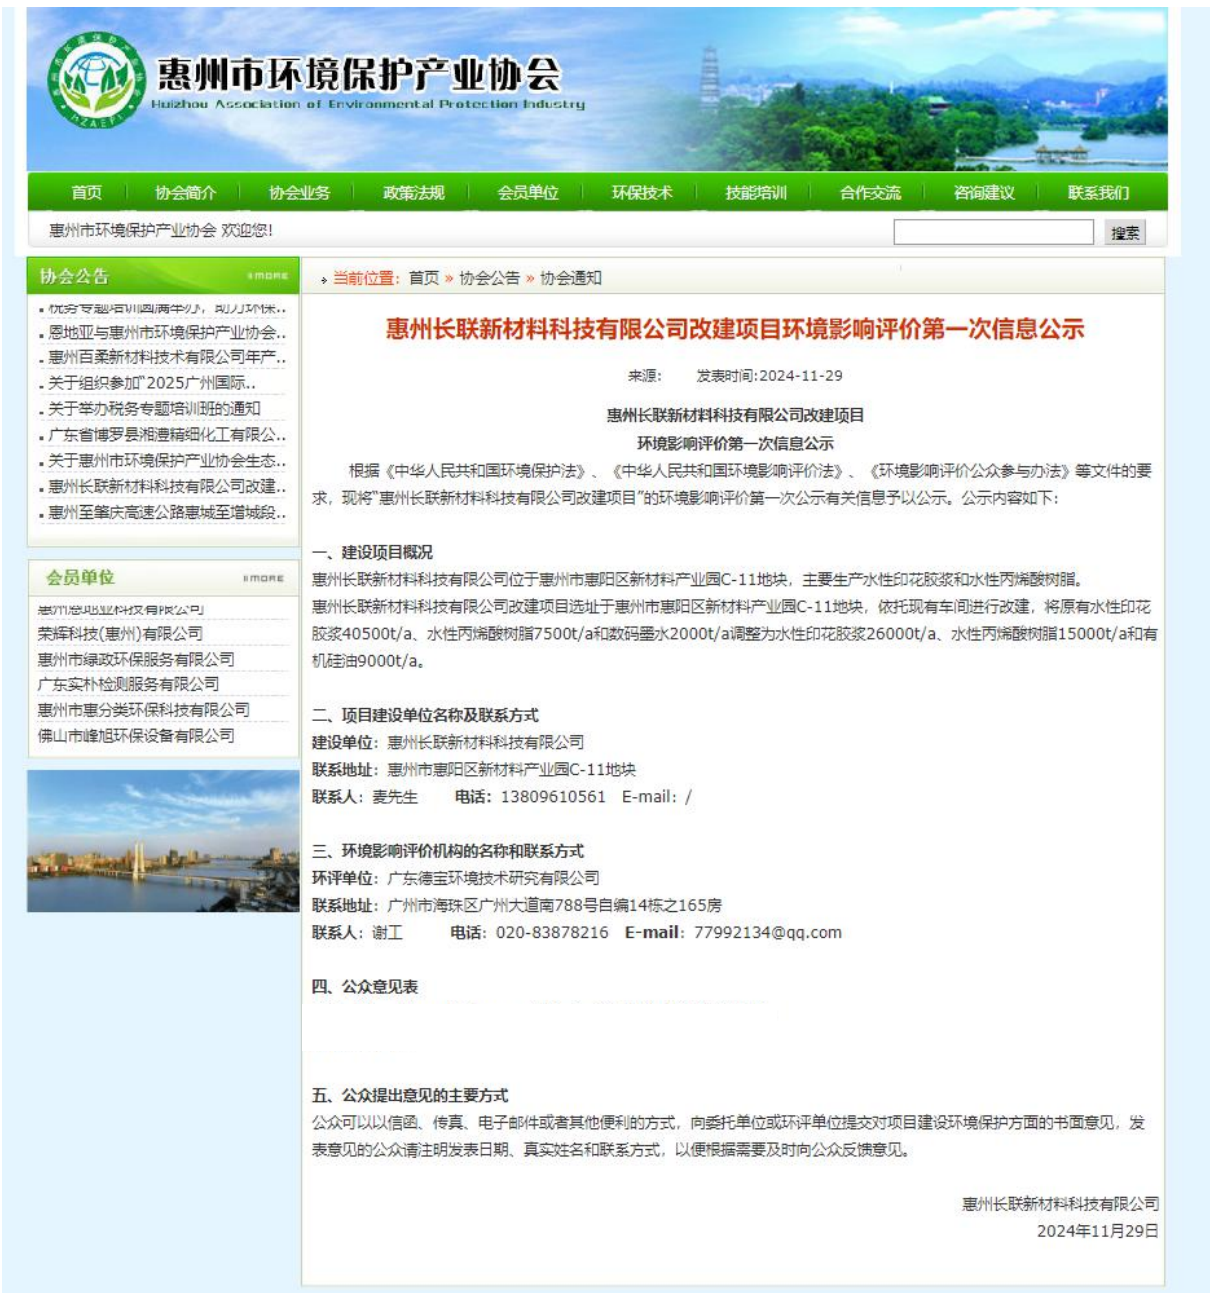 惠州市环境保护产业协会
Huizhou Association of Environmental Protection Industry
HZAEPI
首页 协会简介 协会业务 政策法规 会员单位 环保技术 技能培训 合作交流 咨询建议 联系我们
惠州市环境保护产业协会 欢迎您!
搜索
协会公告
MORE
税务专题培训圆满举办，助力环保..
恩地亚与惠州市环境保护产业协会..
惠州百柔新材料技术有限公司年产..
关于组织参加"2025广州国际..
关于举办税务专题培训班的通知
广东省博罗县湘澧精细化工有限公..
关于惠州市环境保护产业协会生态..
惠州长联新材料科技有限公司改建..
惠州至肇庆高速公路惠城至增城段..
会员单位
MORE
惠州恩地亚科技有限公司
荣辉科技(惠州)有限公司
惠州市绿政环保服务有限公司
广东实朴检测服务有限公司
惠州市惠分类环保科技有限公司
佛山市峰旭环保设备有限公司
当前位置：首页 » 协会公告 » 协会通知
惠州长联新材料科技有限公司改建项目环境影响评价第一次信息公示
来源： 发表时间:2024-11-29
惠州长联新材料科技有限公司改建项目
环境影响评价第一次信息公示
根据《中华人民共和国环境保护法》、《中华人民共和国环境影响评价法》、《环境影响评价公众参与办法》等文件的要
求，现将"惠州长联新材料科技有限公司改建项目"的环境影响评价第一次公示有关信息予以公示。公示内容如下：
一、建设项目概况
惠州长联新材料科技有限公司位于惠州市惠阳区新材料产业园C-11地块，主要生产水性印花胶浆和水性丙烯酸树脂。
惠州长联新材料科技有限公司改建项目选址于惠州市惠阳区新材料产业园C-11地块，依托现有车间进行改建，将原有水性印花
胶浆40500t/a、水性丙烯酸树脂7500t/a和数码墨水2000t/a调整为水性印花胶浆26000t/a、水性丙烯酸树脂15000t/a和有
机硅油9000t/a。
二、项目建设单位名称及联系方式
建设单位：惠州长联新材料科技有限公司
联系地址：惠州市惠阳区新材料产业园C-11地块
联系人：麦先生 电话：13809610561 E-mail：/
三、环境影响评价机构的名称和联系方式
环评单位：广东德宝环境技术研究有限公司
联系地址：广州市海珠区广州大道南788号自编14栋之165房
联系人：谢工 电话：020-83878216 E-mail：77992134@qq.com
四、公众意见表
五、公众提出意见的主要方式
公众可以以信函、传真、电子邮件或者其他便利的方式，向委托单位或环评单位提交对项目建设环境保护方面的书面意见，发
表意见的公众请注明发表日期、真实姓名和联系方式，以便根据需要及时向公众反馈意见。
惠州长联新材料科技有限公司
2024年11月29日